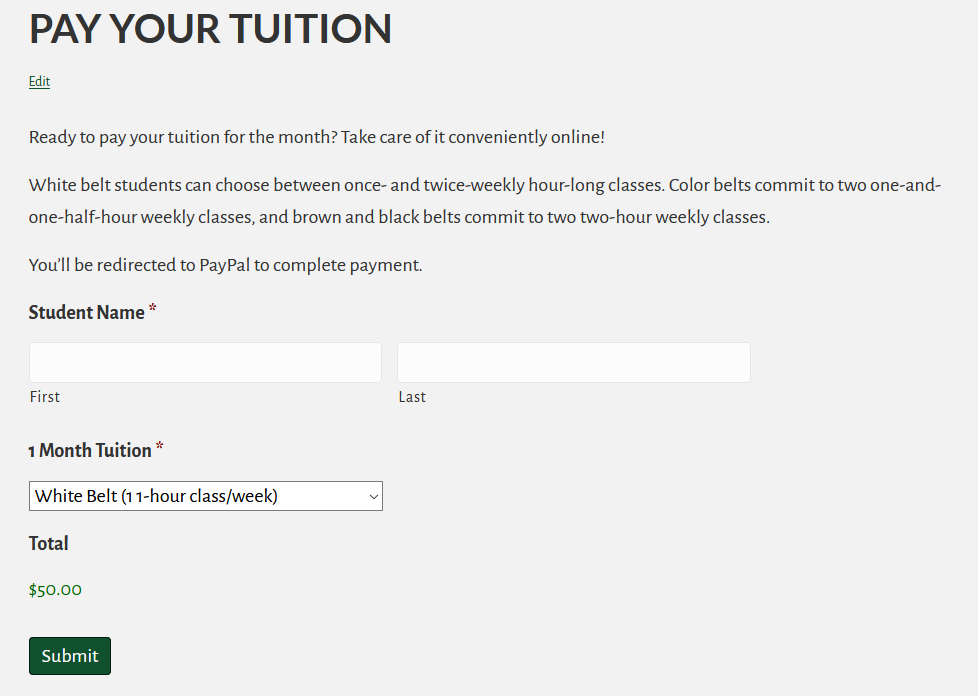 PAY YOUR TUITION
Edit
Ready to pay your tuition for the month? Take care of it conveniently online!
White belt students can choose between once- and twice-weekly hour-long classes. Color belts commit to two one-and-
one-half-hour weekly classes, and brown and black belts commit to two two-hour weekly classes.
You’ll be redirected to PayPal to complete payment.
Student Name *
First Last
1 Month Tuition *
White Belt (1 1-hour class/week)
Total
$50.00
Submit